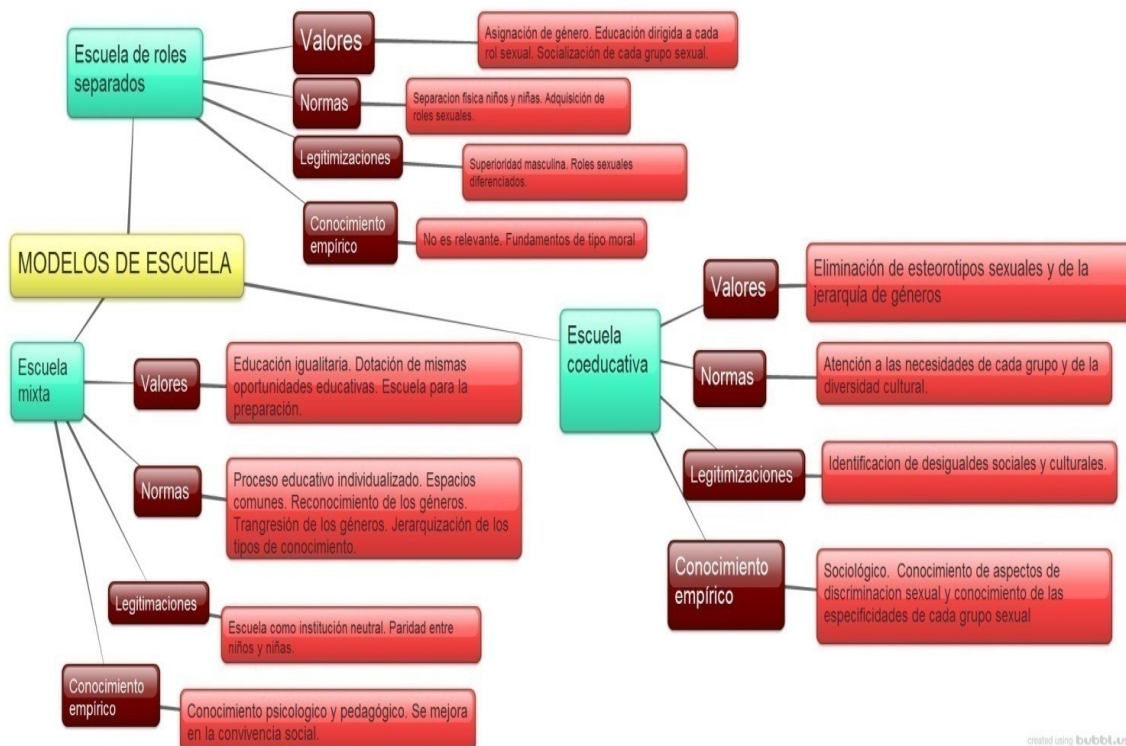 Escuela de roles
separados
Valores
Asignación de género. Educación dirigida a cada
rol sexual. Socialización de cada grupo sexual.
Normas
Separacion física niños y niñas. Adquisición de
roles sexuales.
Legitimizaciones
Superioridad masculina. Roles sexuales
diferenciados.
Conocimiento
empírico
No es relevante. Fundamentos de tipo moral
MODELOS DE ESCUELA
Escuela
mixta
Valores
Educación igualitaria. Dotación de mismas
oportunidades educativas. Escuela para la
preparación.
Normas
Proceso educativo individualizado. Espacios
comunes. Reconocimiento de los géneros.
Trangresión de los géneros. Jerarquización de los
tipos de conocimiento.
Legitimaciones
Escuela como institución neutral. Paridad entre
niños y niñas.
Conocimiento
empírico
Conocimiento psicologico y pedagógico. Se mejora
en la convivencia social.
Escuela
coeducativa
Valores
Eliminación de esteorotipos sexuales y de la
jerarquía de géneros
Normas
Atención a las necesidades de cada grupo y de la
diversidad cultural.
Legitimizaciones
Identificacion de desigualdes sociales y culturales.
Conocimiento
empírico
Sociológico. Conocimiento de aspectos de
discriminacion sexual y conocimiento de las
especificidades de cada grupo sexual
created using bubbl.us